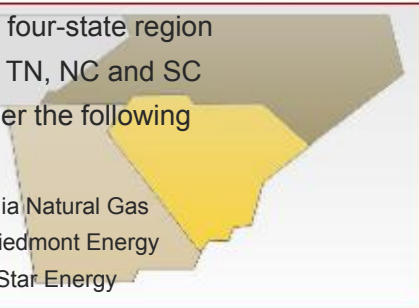 four-state region
TN, NC and SC
er the following
ia Natural Gas
iedmont Energy
Star Energy